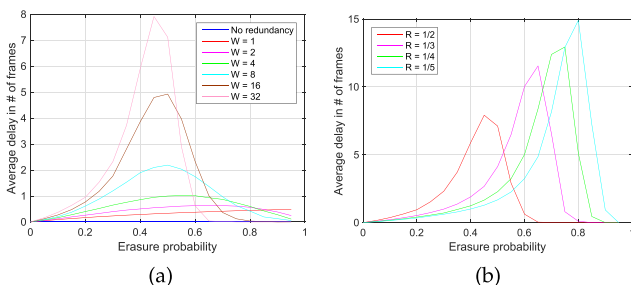 8
7
6
5
4
3
2
1
0
0
0.2
0.4
0.6
0.8
1
Average delay in # of frames
Erasure probability
No redundancy
W = 1
W = 2
W = 4
W = 8
W = 16
W = 32
(a)
15
10
5
0
0
0.2
0.4
0.6
0.8
1
Average delay in # of frames
Erasure probability
R = 1/2
R = 1/3
R = 1/4
R = 1/5
(b)